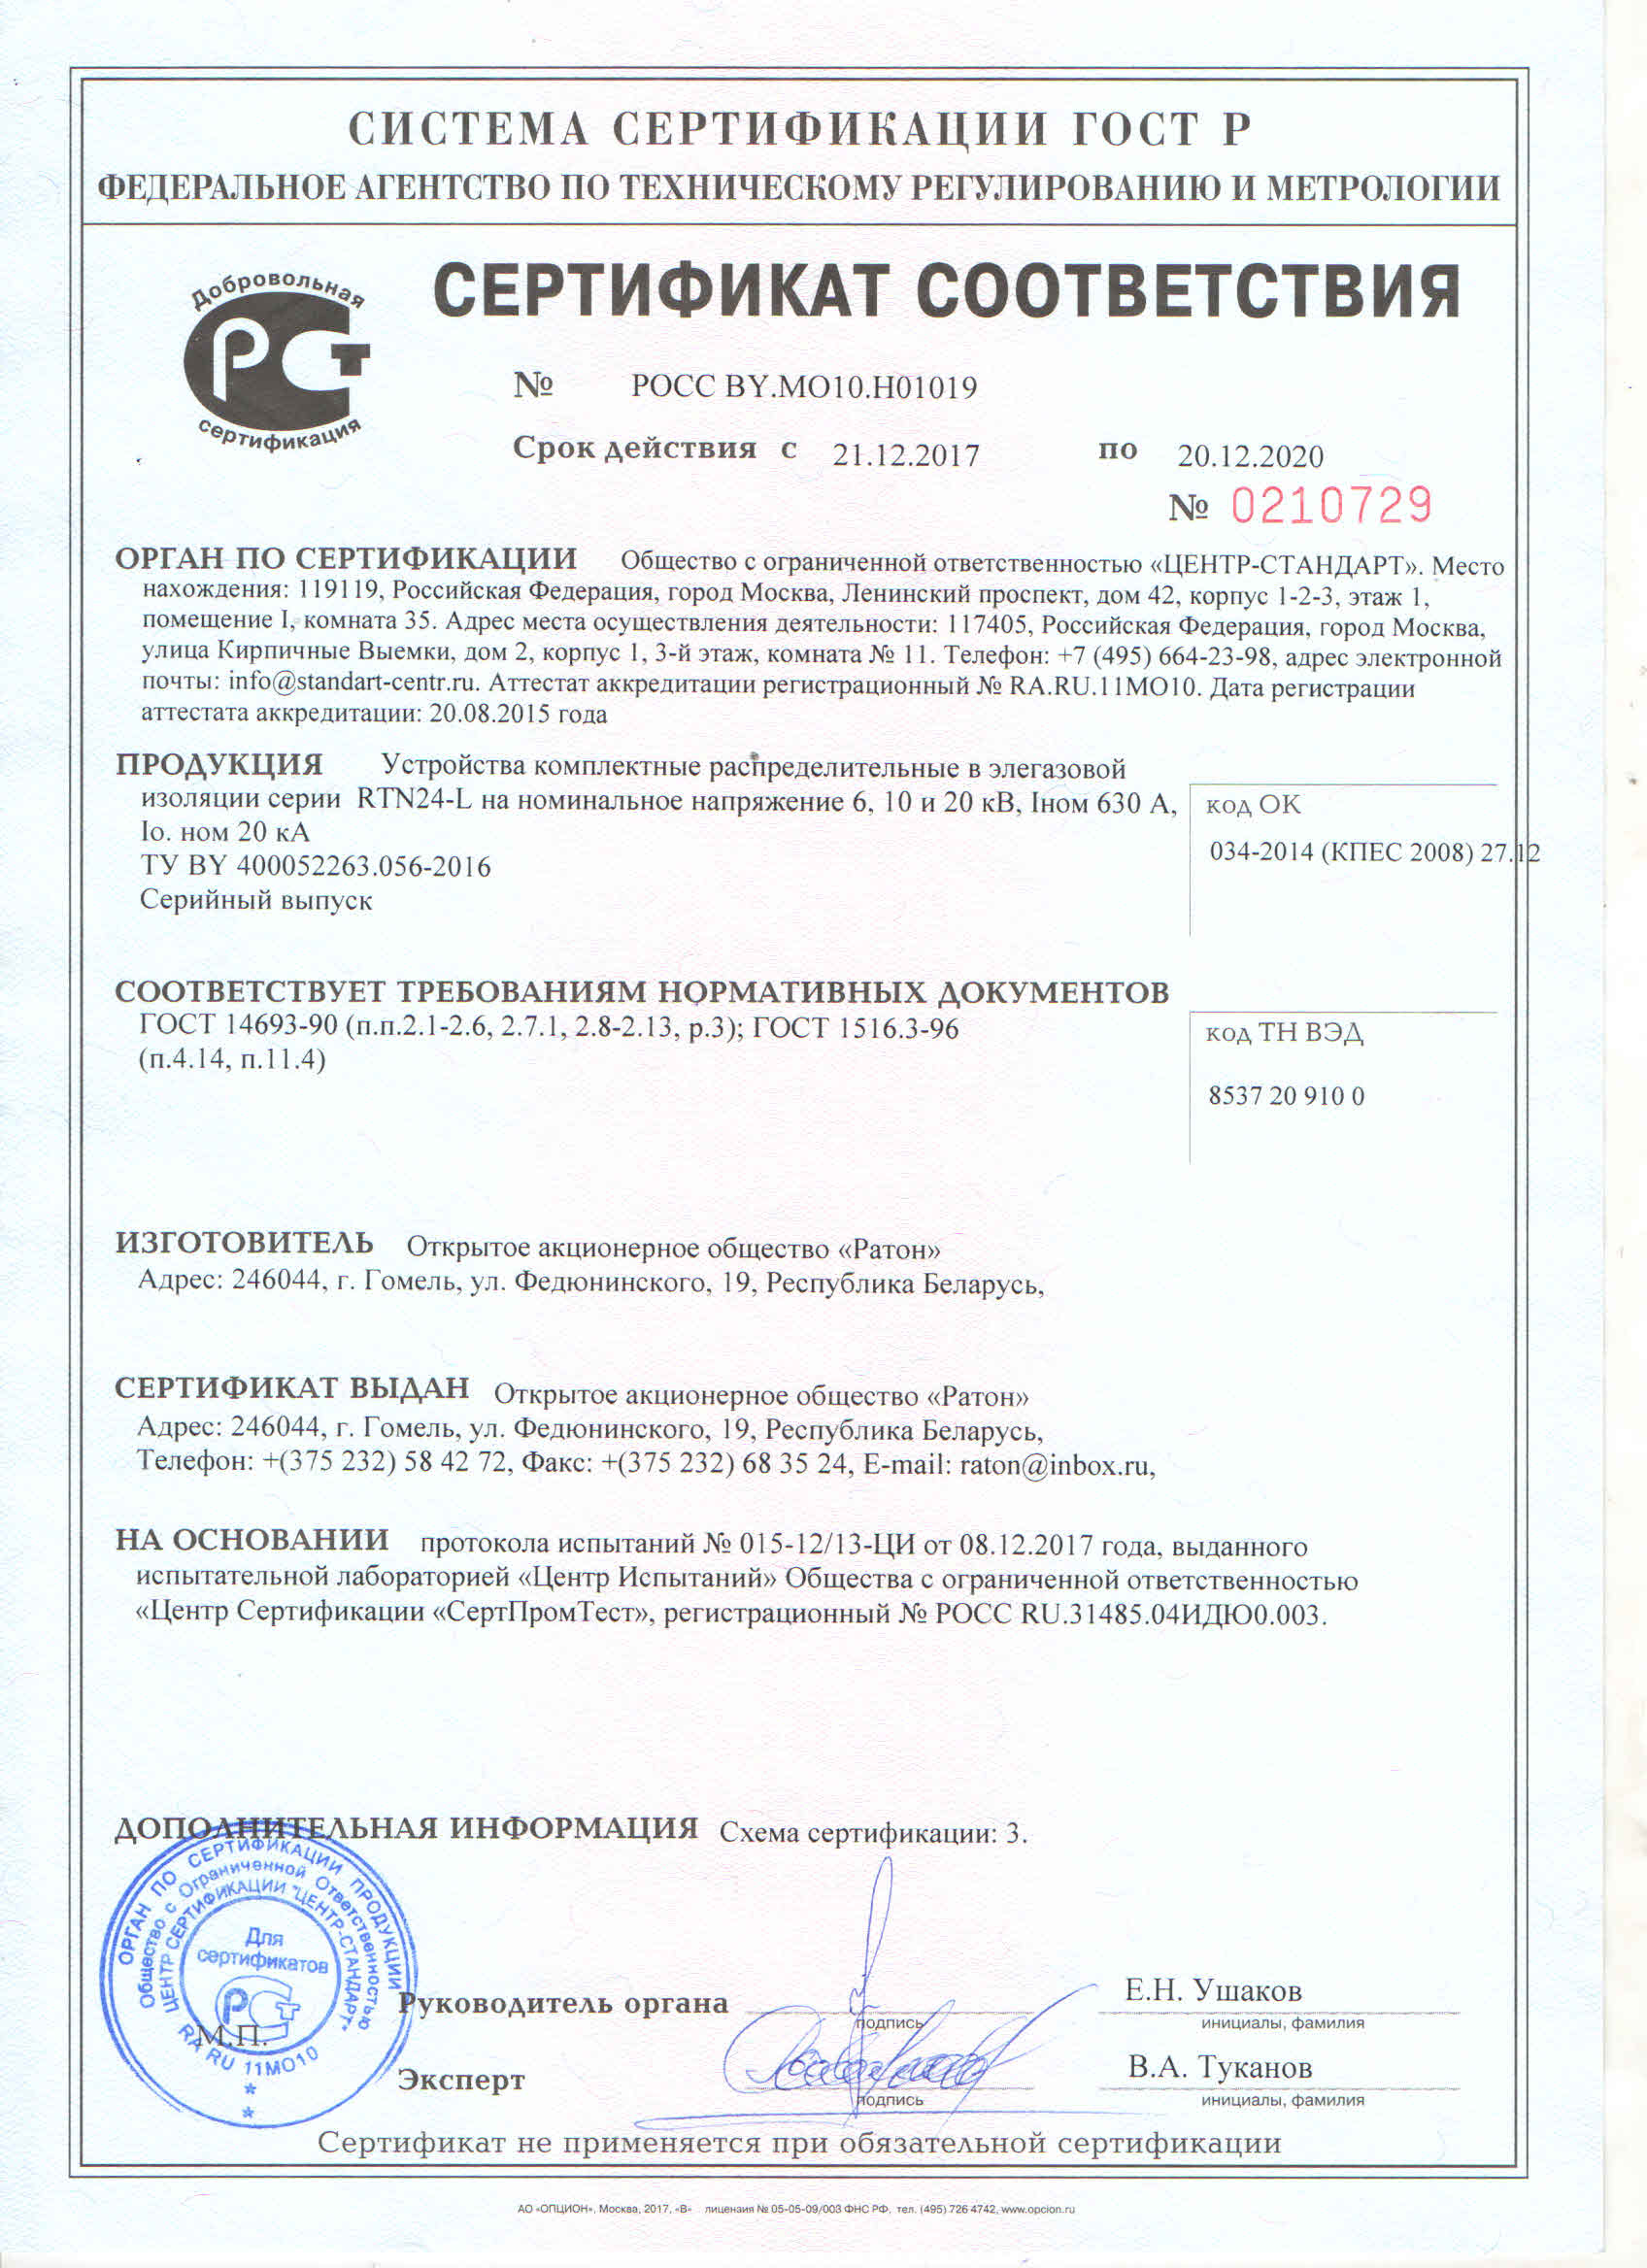 СИСТЕМА СЕРТИФИКАЦИИ ГОСТ Р
ФЕДЕРАЛЬНОЕ АГЕНТСТВО ПО ТЕХНИЧЕСКОМУ РЕГУЛИРОВАНИЮ И МЕТРОЛОГИИ
Добровольная
РСТ
сертификация
СЕРТИФИКАТ СООТВЕТСТВИЯ
№ РОСС BY.МО10.Н01019
Срок действия с 21.12.2017 по 20.12.2020
№ 0210729
ОРГАН ПО СЕРТИФИКАЦИИ Общество с ограниченной ответственностью «ЦЕНТР-СТАНДАРТ». Место
нахождения: 119119, Российская Федерация, город Москва, Ленинский проспект, дом 42, корпус 1-2-3, этаж 1,
помещение I, комната 35. Адрес места осуществления деятельности: 117405, Российская Федерация, город Москва,
улица Кирпичные Выемки, дом 2, корпус 1, 3-й этаж, комната № 11. Телефон: +7 (495) 664-23-98, адрес электронной
почты: info@standart-centr.ru. Аттестат аккредитации регистрационный № RA.RU.11МО10. Дата регистрации
аттестата аккредитации: 20.08.2015 года
ПРОДУКЦИЯ Устройства комплектные распределительные в элегазовой
изоляции серии RTN24-L на номинальное напряжение 6, 10 и 20 кВ, Iном 630 А,
Iо. ном 20 кА
ТУ BY 400052263.056-2016
Серийный выпуск
код ОК
034-2014 (КПЕС 2008) 27.12
СООТВЕТСТВУЕТ ТРЕБОВАНИЯМ НОРМАТИВНЫХ ДОКУМЕНТОВ
ГОСТ 14693-90 (п.п.2.1-2.6, 2.7.1, 2.8-2.13, р.3); ГОСТ 1516.3-96
(п.4.14, п.11.4)
код ТН ВЭД
8537 20 910 0
ИЗГОТОВИТЕЛЬ Открытое акционерное общество «Ратон»
Адрес: 246044, г. Гомель, ул. Федюнинского, 19, Республика Беларусь,
СЕРТИФИКАТ ВЫДАН Открытое акционерное общество «Ратон»
Адрес: 246044, г. Гомель, ул. Федюнинского, 19, Республика Беларусь,
Телефон: +(375 232) 58 42 72, Факс: +(375 232) 68 35 24, E-mail: raton@inbox.ru,
НА ОСНОВАНИИ протокола испытаний № 015-12/13-ЦИ от 08.12.2017 года, выданного
испытательной лабораторией «Центр Испытаний» Общества с ограниченной ответственностью
«Центр Сертификации «СертПромТест», регистрационный № РОСС RU.31485.04ИДЮ0.003.
ДОПОЛНИТЕЛЬНАЯ ИНФОРМАЦИЯ Схема сертификации: 3.
ОРГАН ПО СЕРТИФИКАЦИИ ПРОДУКЦИИ
Общество с Ограниченной Ответственностью
ЦЕНТР СЕРТИФИКАЦИИ "ЦЕНТР-СТАНДАРТ"
Для
сертификатов
РСТ
RA RU 11МО10
М.П.
Руководитель органа
подпись
Е.Н. Ушаков
инициалы, фамилия
Эксперт
подпись
В.А. Туканов
инициалы, фамилия
Сертификат не применяется при обязательной сертификации
АО «ОПЦИОН», Москва, 2017, «В» лицензия № 05-05-09/003 ФНС РФ, тел. (495) 726 4742, www.opcion.ru